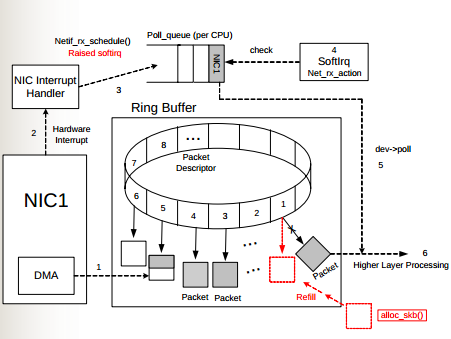 Netif_rx_schedule()
Raised softirq
Poll_queue (per CPU)
check
4
SoftIrq
Net_rx_action
NIC1
NIC Interrupt
Handler
3
2
Hardware
Interrupt
Ring Buffer
dev->poll
5
NIC1
DMA
1
8
...
7
Packet
Descriptor
6
5
4
3
2
1
...
...
Packet
Packet
Packet
6
Higher Layer Processing
Refill
alloc_skb()